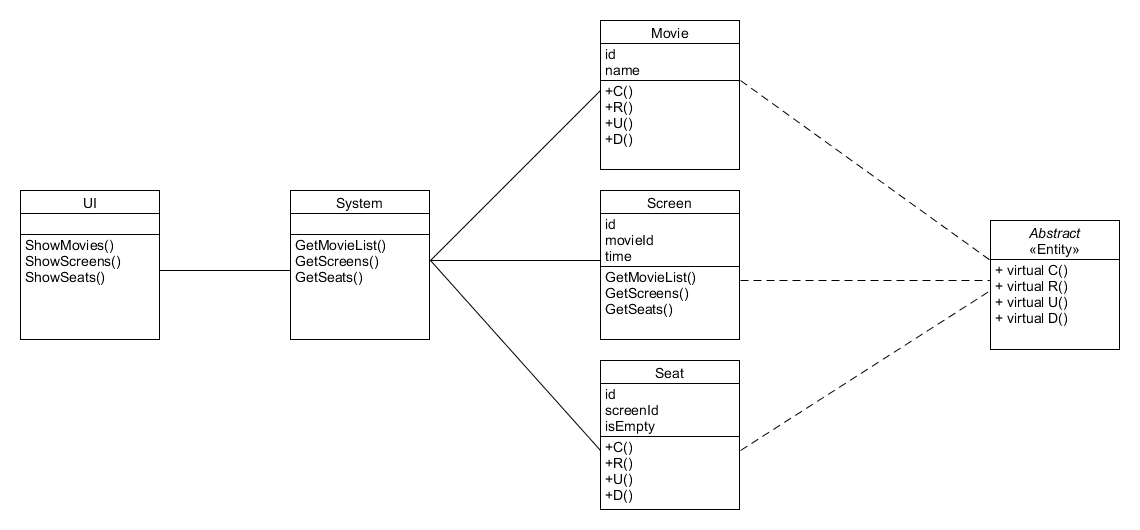 Movie
id
name
+C()
+R()
+U()
+D()
UI
ShowMovies()
ShowScreens()
ShowSeats()
System
GetMovieList()
GetScreens()
GetSeats()
Screen
id
movieId
time
GetMovieList()
GetScreens()
GetSeats()
Abstract
«Entity»
+ virtual C()
+ virtual R()
+ virtual U()
+ virtual D()
Seat
id
screenId
isEmpty
+C()
+R()
+U()
+D()